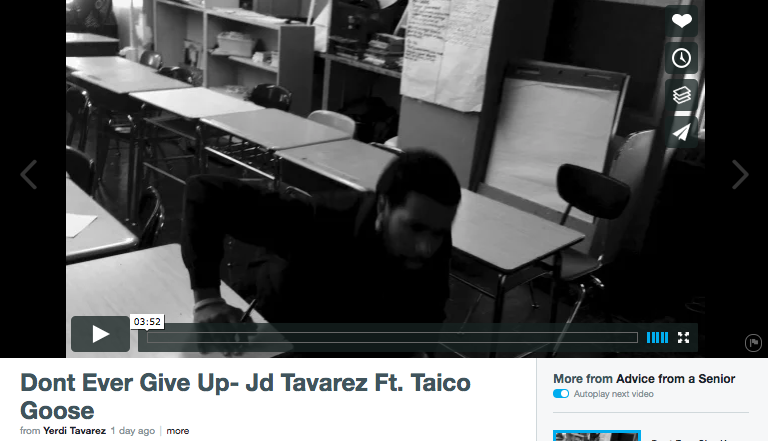 03:52
Dont Ever Give Up- Jd Tavarez Ft. Taico
Goose
from Yerdi Tavarez 1 day ago | more
More from Advice from a Senior
Autoplay next video